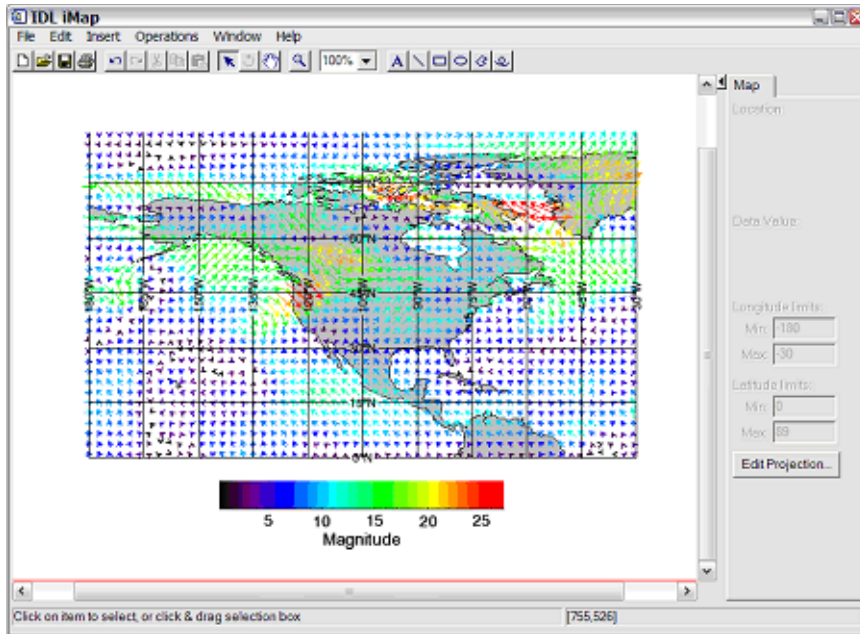 IDL iMap
File Edit Insert Operations Window Help
100%
A
Map
Location:
Data Value:
Longitude limits:
Min: -180
Max: -30
Latitude limits:
Min: 0
Max: 89
Edit Projection...
60°N
180°W
30°W
15°N
0°N
5 10 15 20 25
Magnitude
Click on item to select, or click & drag selection box
[755,526]